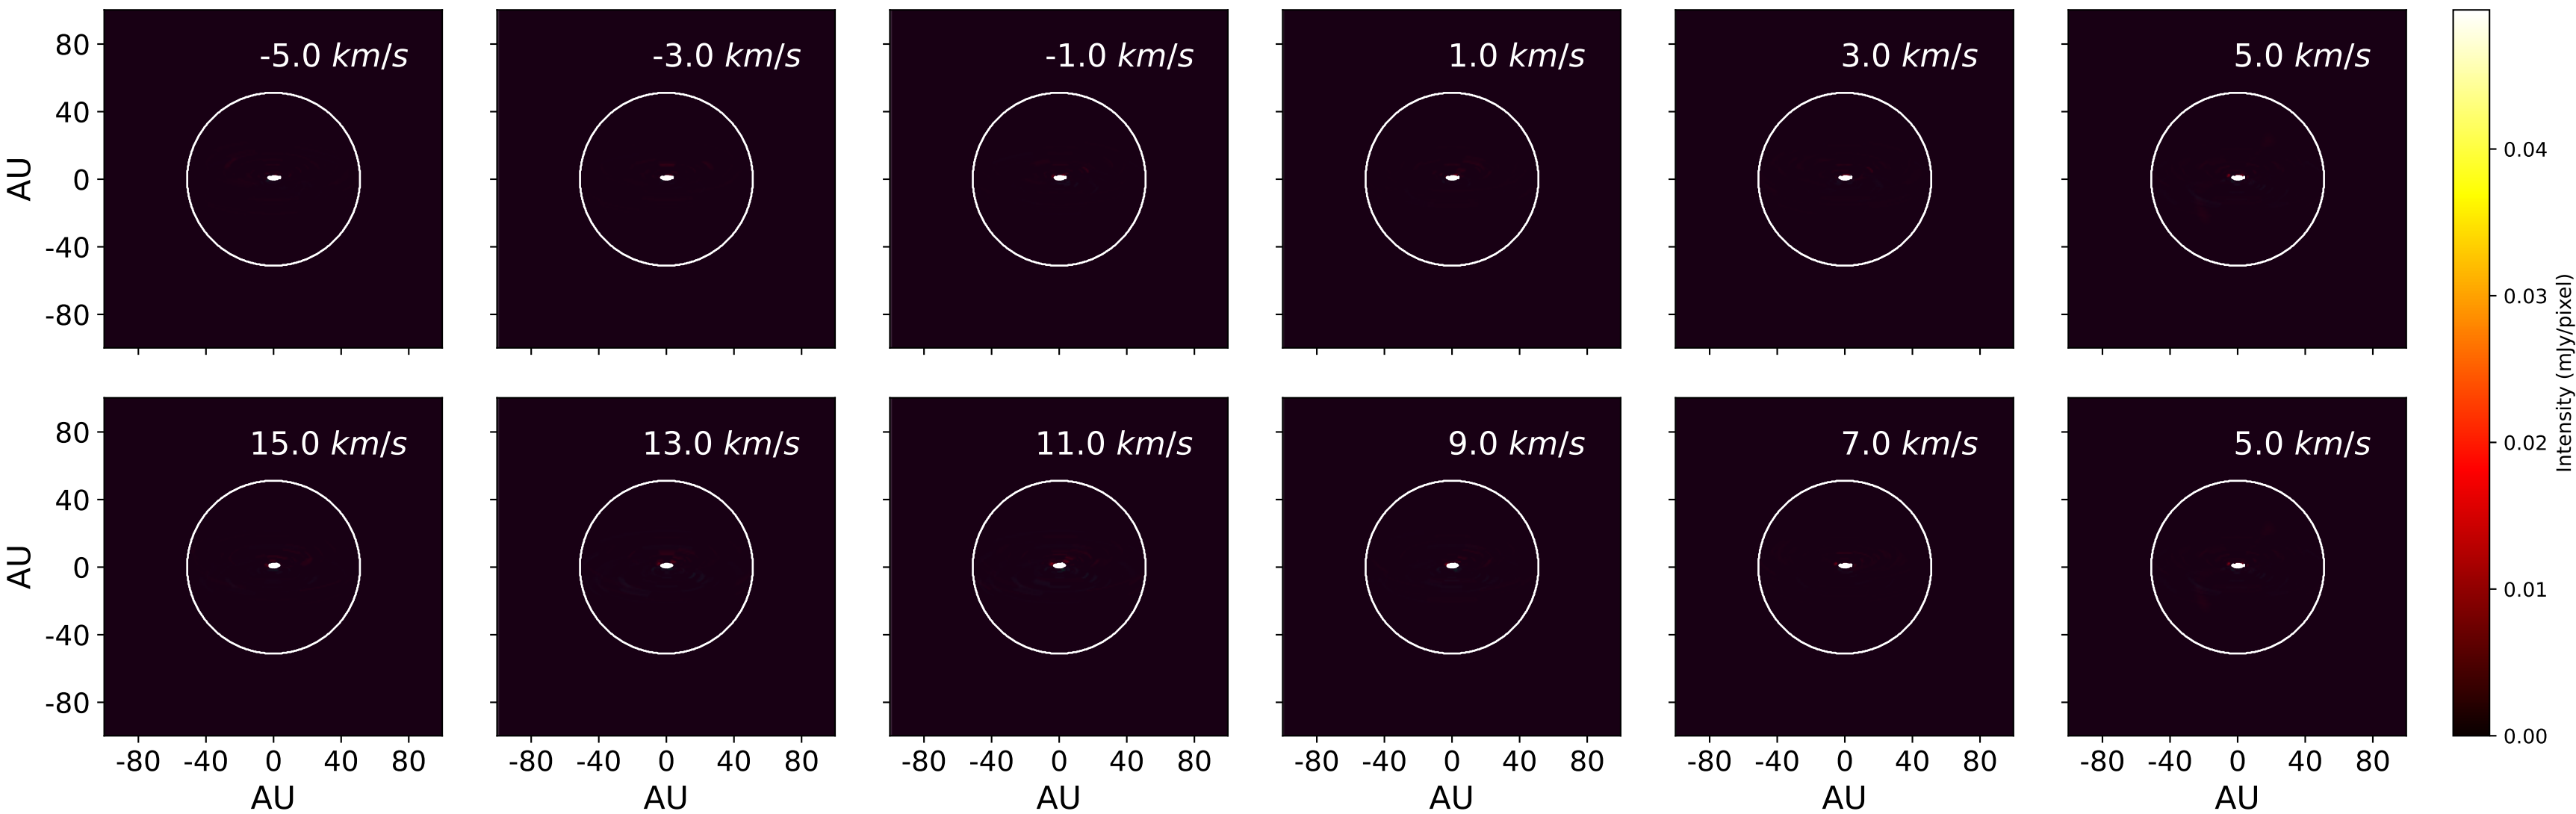 -5.0 km/s
-3.0 km/s
-1.0 km/s
1.0 km/s
3.0 km/s
5.0 km/s
80
40
0
-40
-80
AU
15.0 km/s
13.0 km/s
11.0 km/s
9.0 km/s
7.0 km/s
5.0 km/s
80
40
0
-40
-80
AU
-80 -40 0 40 80
-80 -40 0 40 80
-80 -40 0 40 80
-80 -40 0 40 80
-80 -40 0 40 80
-80 -40 0 40 80
AU
AU
AU
AU
AU
AU
0.04
0.03
0.02
0.01
0.00
Intensity (mJy/pixel)